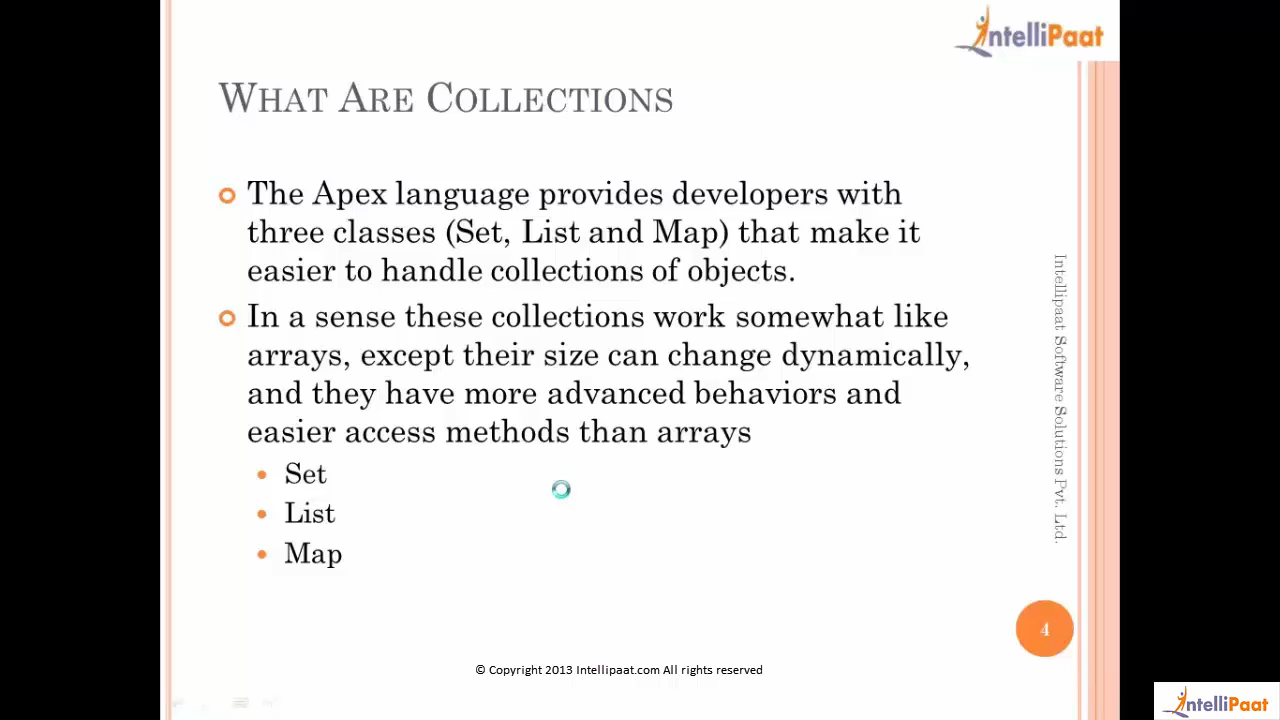 IntelliPaat
WHAT ARE COLLECTIONS
The Apex language provides developers with
three classes (Set, List and Map) that make it
easier to handle collections of objects.
In a sense these collections work somewhat like
arrays, except their size can change dynamically,
and they have more advanced behaviors and
easier access methods than arrays
Set
List
Map
Intellipaat Software Solutions Pvt. Ltd.
4
© Copyright 2013 Intellipaat.com All rights reserved
IntelliPaat